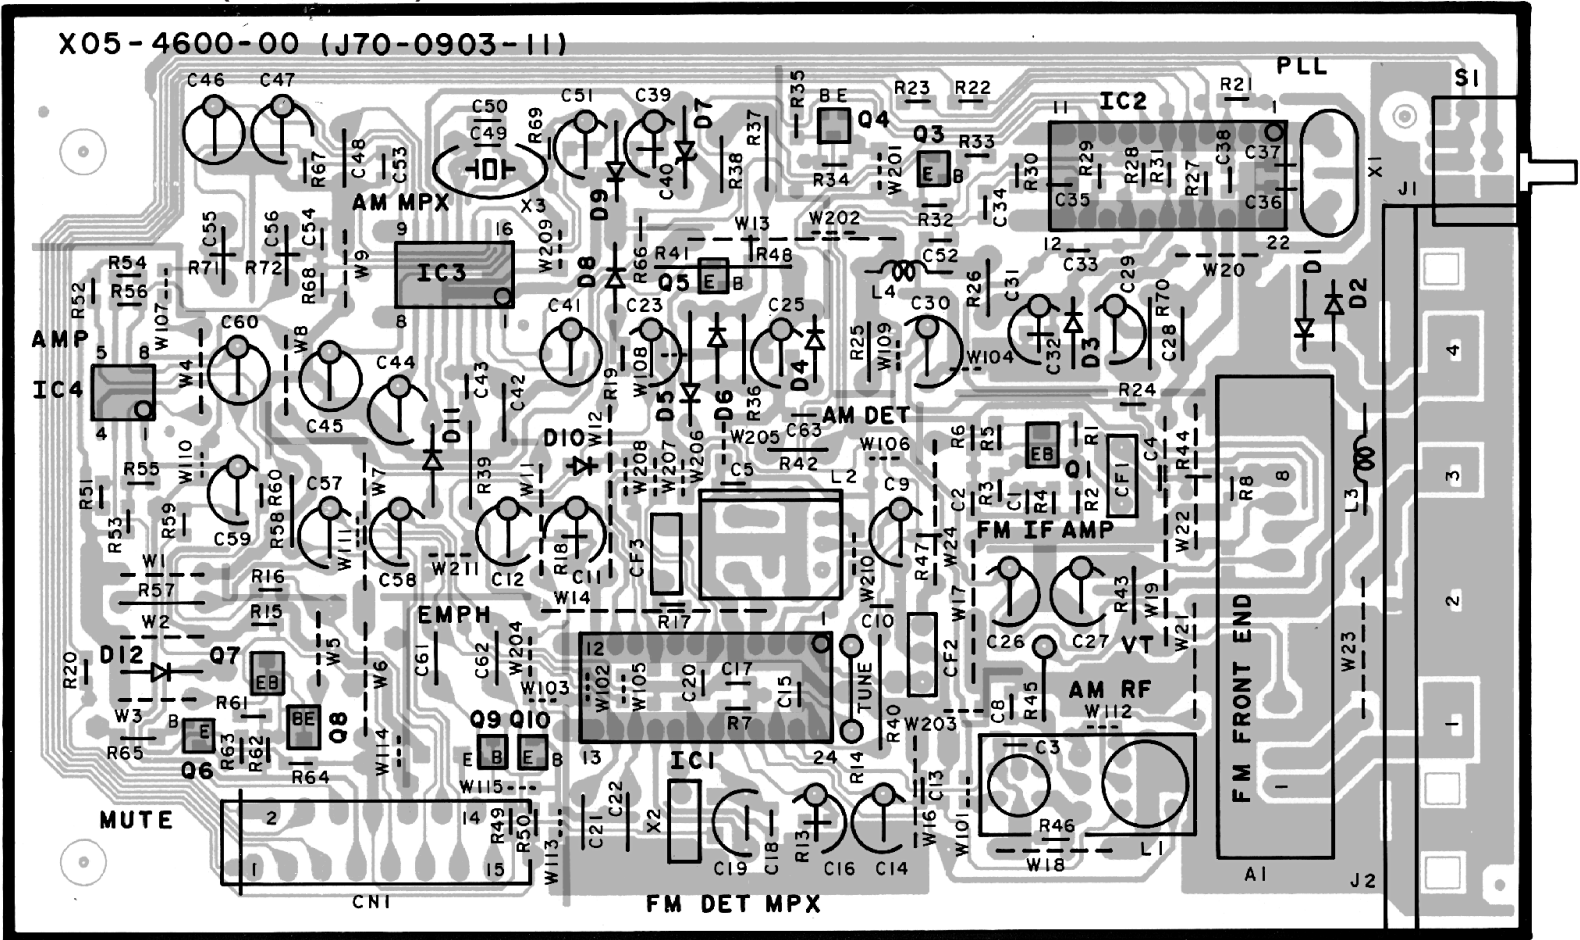 X05-4600-00 (J70-0903-11)
PLL
S1
C46 C47 C50 C49 R69 C51 C39 D7 R37 R35 BE Q4 R23 R22 11 IC2 R21 1
R67 C48 C53 X3 D9 C40 R38 R34 W201 Q3 E B R33 R30 C35 R29 R28 R31 R27 C38 C37 C36 X1 J1
AM MPX
C55 C56 C54 9 16 W209 R66 W13 W202 R32 C34 12 22
R71 R72 R68 W9 IC3 D8 R41 R48 C52 C33 W20 D1
R54 R56 R52 W107 Q5 E B L4 R26 C31 C29 R70 D2
AMP C60 W8 8 1 C41 C23 C25 R25 W109 C30 W104 C32 D3 C28
5 8 IC4 4 1 W4 C45 C44 C43 C42 R19 W108 D5 D6 R36 D4 R24 4
D11 D10 W12 W205 C63 AM DET W106 R6 R5 EB Q1 R1 CF1 C4 R44
R55 W110 R60 C57 W7 R39 W11 W208 W207 W206 C5 R42 L2 C9 C2 R3 C1 R4 R2 R8 8 L3 3
R51 R53 R59 C59 R58 W111 C58 W211 C12 R18 C11 CF3 W210 R47 W24 FM IF AMP W22
W1 R57 R16 W14 R17 1 C10 W17 C26 C27 R43 W19
W2 R15 EMPH W21 2
D12 Q7 EB W5 W6 C61 C62 W204 12 W102 W105 C20 C17 C15 TUNE CF2 VT FM FRONT END W23
R20 W3 R61 BE Q8 W103 R7 R40 W203 C8 R45 AM RF W112
R65 B E Q6 R63 R62 R64 W114 Q9 Q10 E B E B 13 IC1 24 R14 C3 1 1
MUTE W115 C13 W101
2 14 R49 R50 W113 C21 C22 X2 C19 C18 R13 C16 C14 W16 R46 W18 L1
1 15 A1 J2
CN1
FM DET MPX